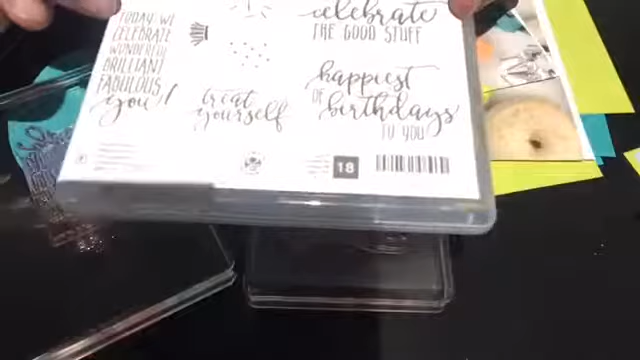 TODAY WE
CELEBRATE
WONDERFUL
BRILLIANT
FABULOUS
you!
celebrate
THE GOOD STUFF
treat
yourself
happiest
OF birthdays
TO you
18